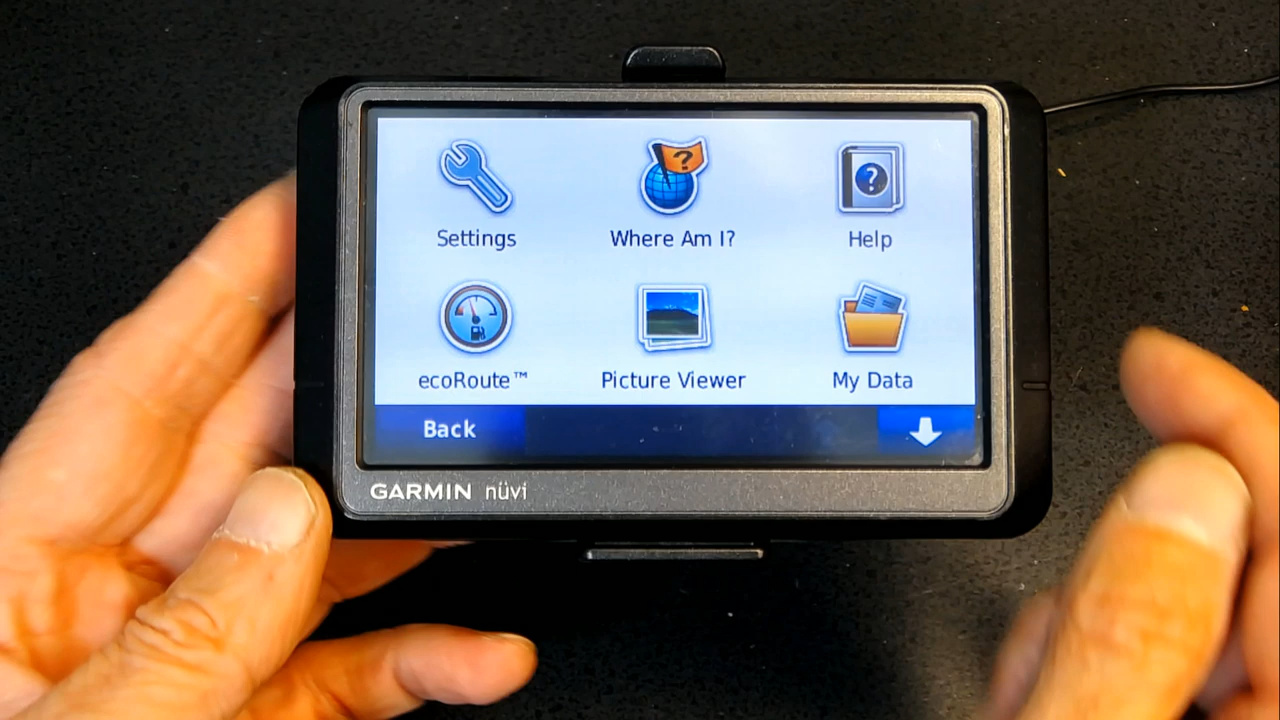 Settings
Where Am I?
Help
ecoRoute™
Picture Viewer
My Data
Back
GARMIN nüvi